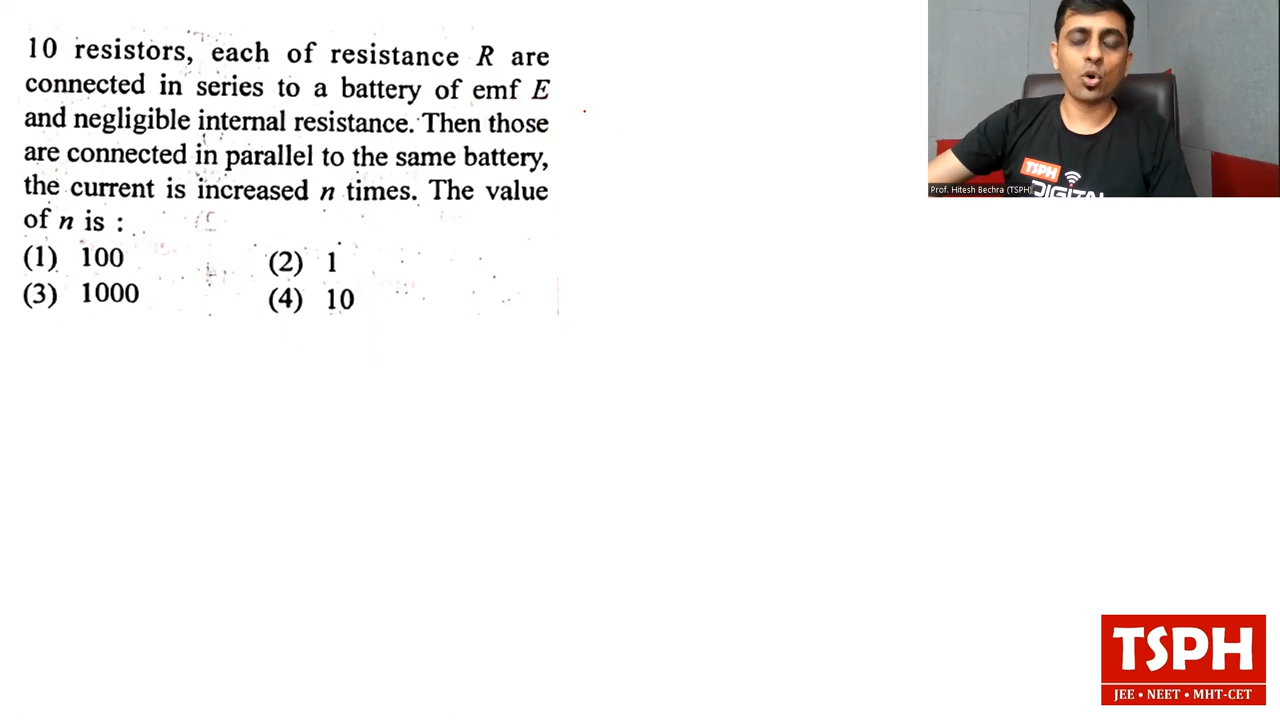 10 resistors, each of resistance R are
connected in series to a battery of emf E
and negligible internal resistance. Then those
are connected in parallel to the same battery,
the current is increased n times. The value
of n is :
(1) 100 (2) 1
(3) 1000 (4) 10
TSPH
DIGITAL
Prof. Hitesh Bechra (TSPH)
TSPH
JEE • NEET • MHT-CET